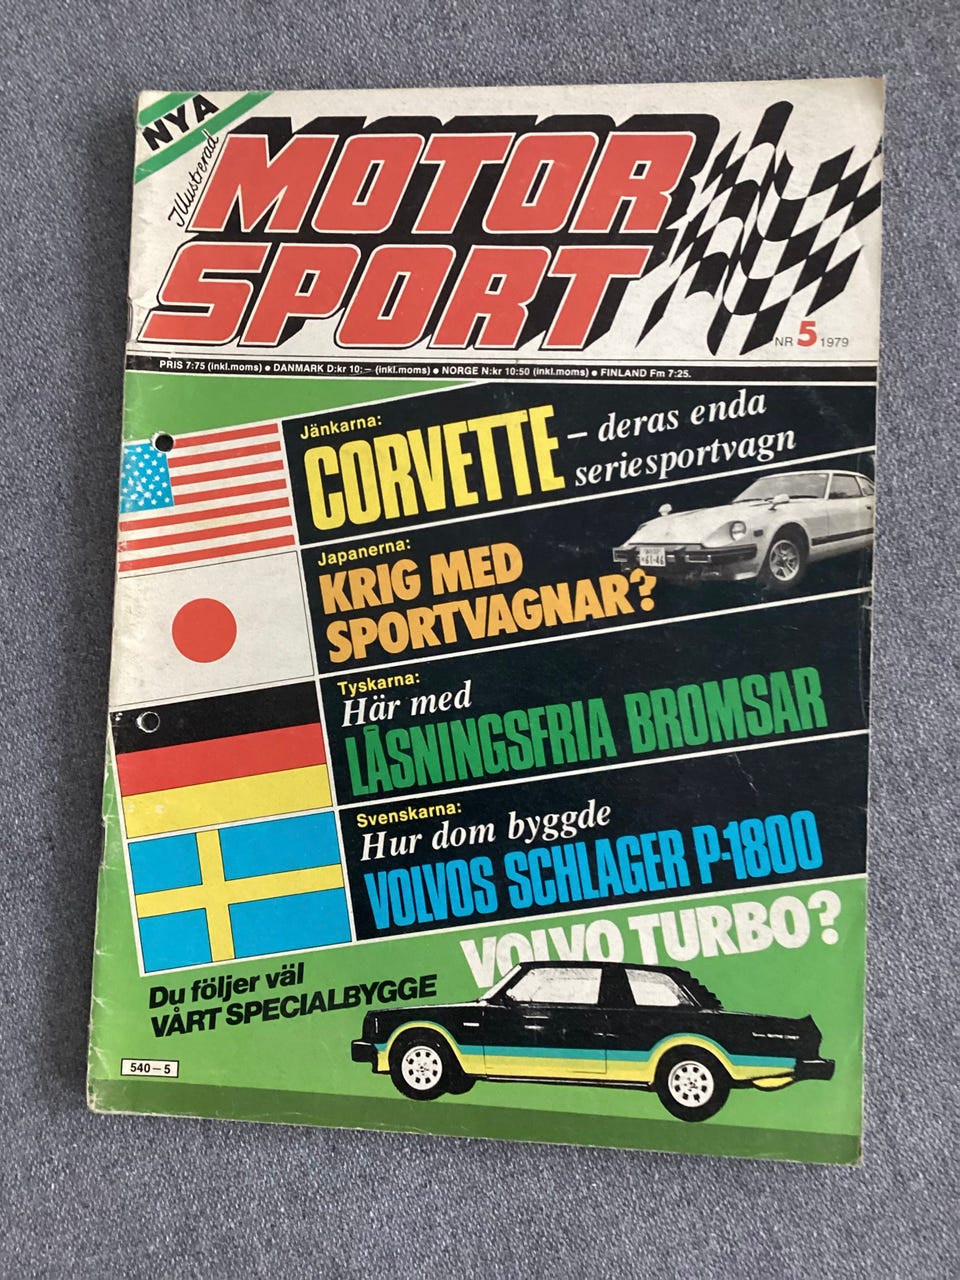 NYA
Illustrerad
MOTOR
SPORT
NR 5 1979
PRIS 7:75 (inkl.moms) ● DANMARK D:kr 10:– (inkl.moms) ● NORGE N:kr 10:50 (inkl.moms) ● FINLAND Fm 7:25.
Jänkarna:
CORVETTE – deras enda
seriesportvagn
Japanerna:
KRIG MED
SPORTVAGNAR?
61-46
Tyskarna:
Här med
LÅSNINGSFRIA BROMSAR
Svenskarna:
Hur dom byggde
VOLVOS SCHLAGER P-1800
VOLVO TURBO?
Du följer väl
VÅRT SPECIALBYGGE
540–5